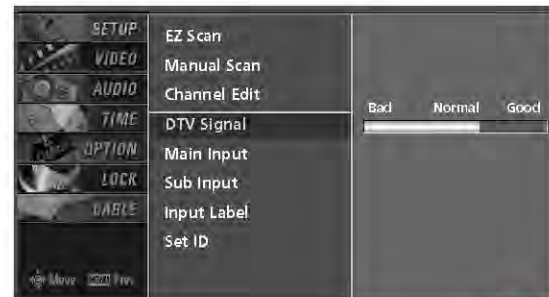 SETUP
VIDEO
AUDIO
TIME
OPTION
LOCK
CABLE
Move MENU Prev.
EZ Scan
Manual Scan
Channel Edit
DTV Signal
Main Input
Sub Input
Input Label
Set ID
Bad Normal Good